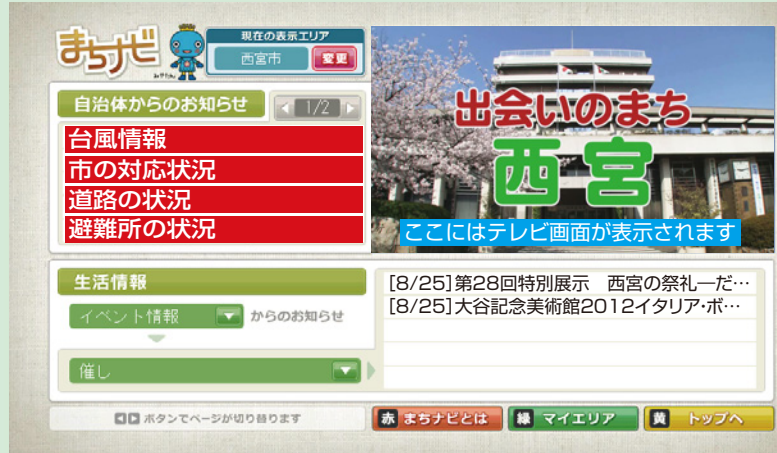 まちナビ
現在の表示エリア
西宮市
変更
自治体からのお知らせ
1/2
台風情報
市の対応状況
道路の状況
避難所の状況
出会いのまち
西宮
ここにはテレビ画面が表示されます
生活情報
イベント情報
からのお知らせ
催し
[8/25]第28回特別展示　西宮の祭礼―だ…
[8/25]大谷記念美術館2012イタリア・ボ…
ボタンでページが切り替ります
赤 まちナビとは
緑 マイエリア
黄 トップへ